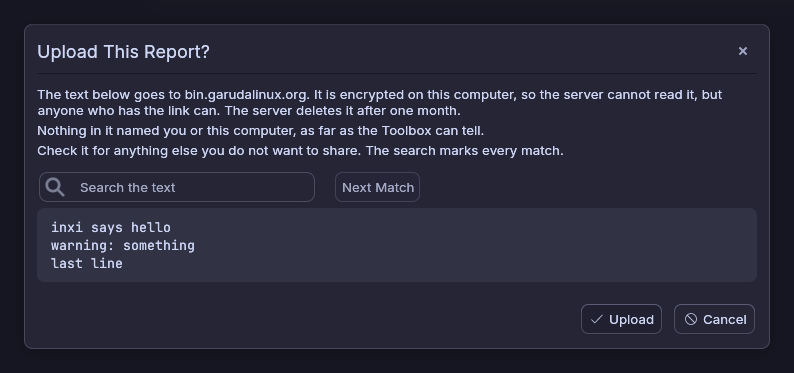 Upload This Report?
The text below goes to bin.garudalinux.org. It is encrypted on this computer, so the server cannot read it, but
anyone who has the link can. The server deletes it after one month.
Nothing in it named you or this computer, as far as the Toolbox can tell.
Check it for anything else you do not want to share. The search marks every match.
Search the text
Next Match
inxi says hello
warning: something
last line
Upload
Cancel